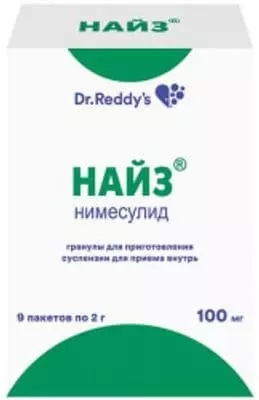 НАЙЗ®
Dr.Reddy's
НАЙЗ®
нимесулид
гранулы для приготовления
суспензии для приема внутрь
9 пакетов по 2 г 100 мг